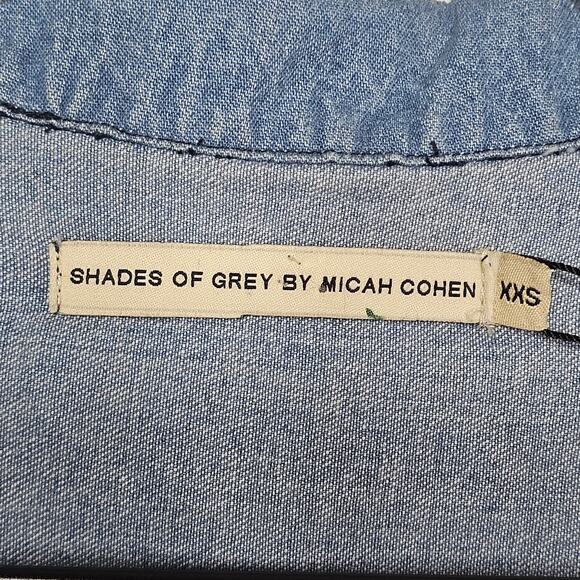 SHADES OF GREY BY MICAH COHEN
XXS